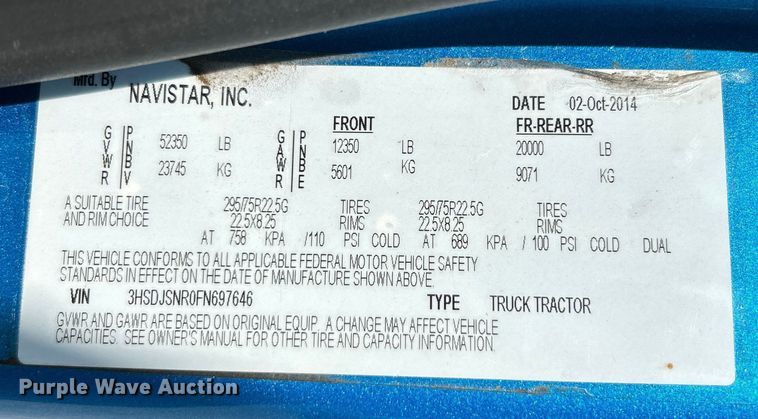 Mfd. By
NAVISTAR, INC.
DATE 02-Oct-2014
FRONT FR-REAR-RR
GVWR PNBV 52350 LB GAWR PNBE 12350 LB 20000 LB
23745 KG 5601 KG 9071 KG
A SUITABLE TIRE 295/75R22.5G TIRES 295/75R22.5G TIRES
AND RIM CHOICE 22.5X8.25 RIMS 22.5X8.25 RIMS
AT 758 KPA /110 PSI COLD AT 689 KPA / 100 PSI COLD DUAL
THIS VEHICLE CONFORMS TO ALL APPLICABLE FEDERAL MOTOR VEHICLE SAFETY
STANDARDS IN EFFECT ON THE DATE OF MANUFACTURE SHOWN ABOVE.
VIN 3HSDJSNR0FN697646 TYPE TRUCK TRACTOR
GVWR AND GAWR ARE BASED ON ORIGINAL EQUIP. A CHANGE MAY AFFECT VEHICLE
CAPACITIES. SEE OWNER'S MANUAL FOR OTHER TIRE AND CAPACITY INFORMATION.
Purple Wave Auction